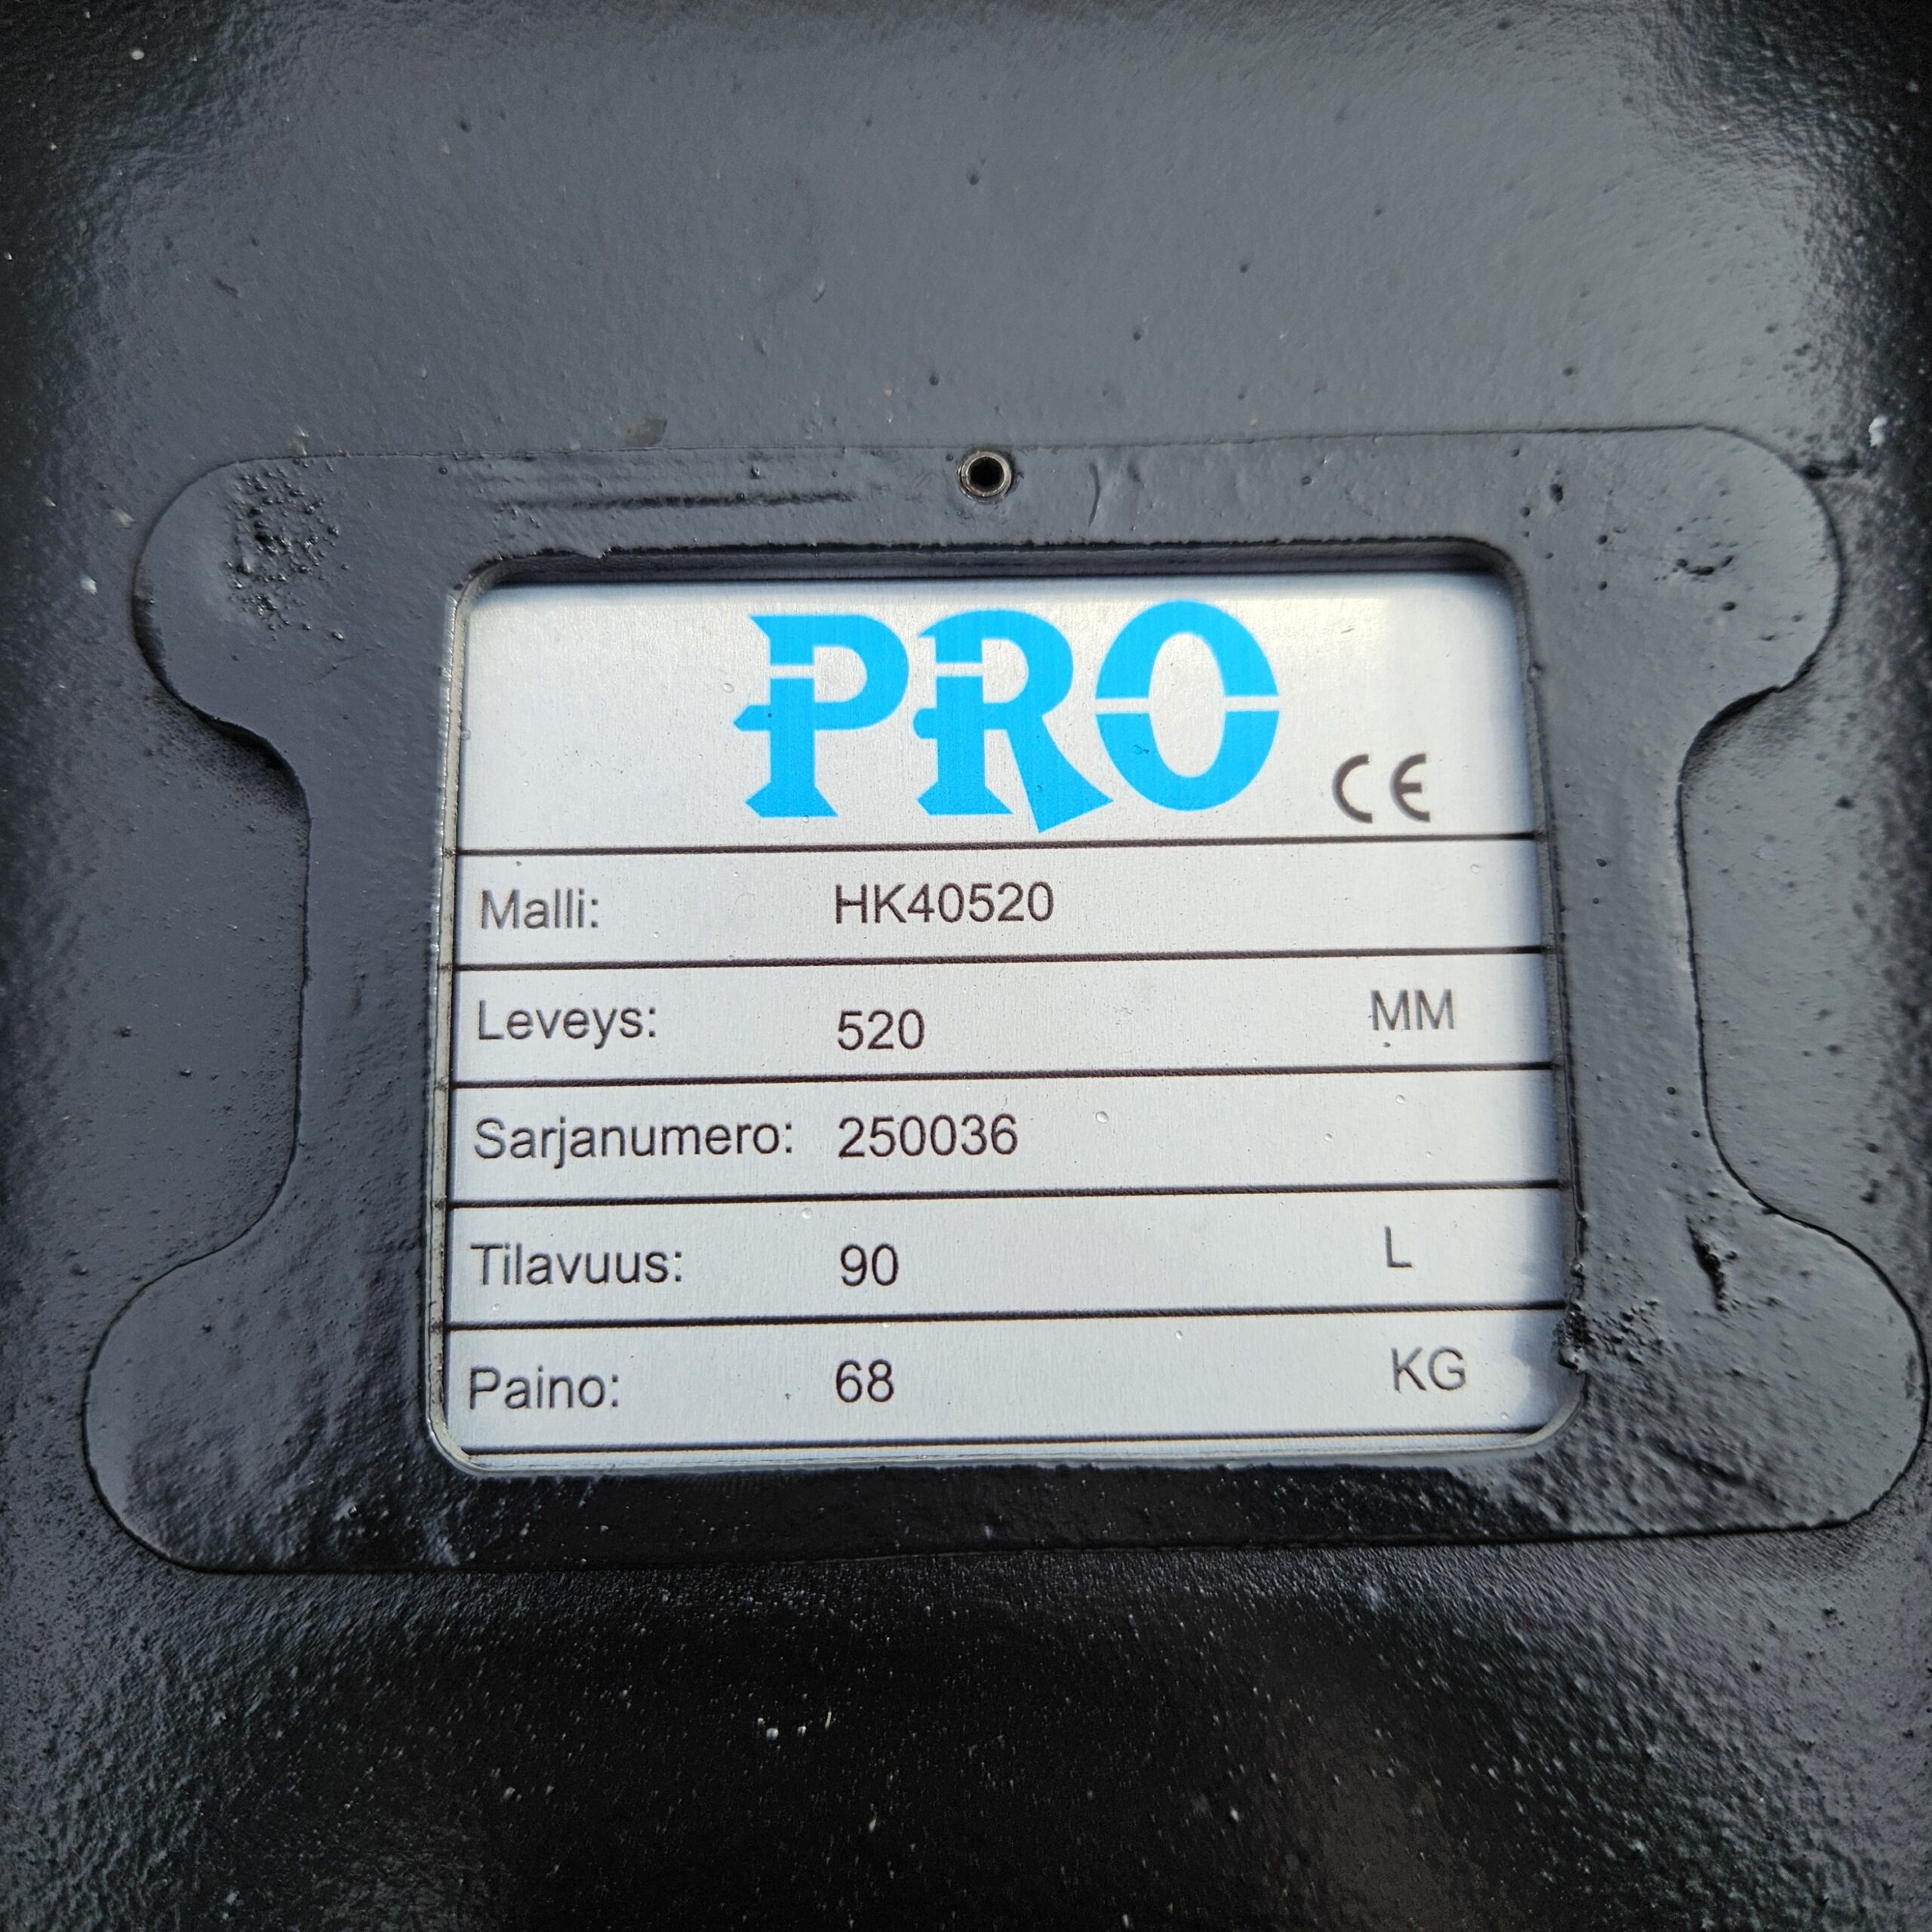 PRO
CE
Malli: HK40520
Leveys: 520 MM
Sarjanumero: 250036
Tilavuus: 90 L
Paino: 68 KG